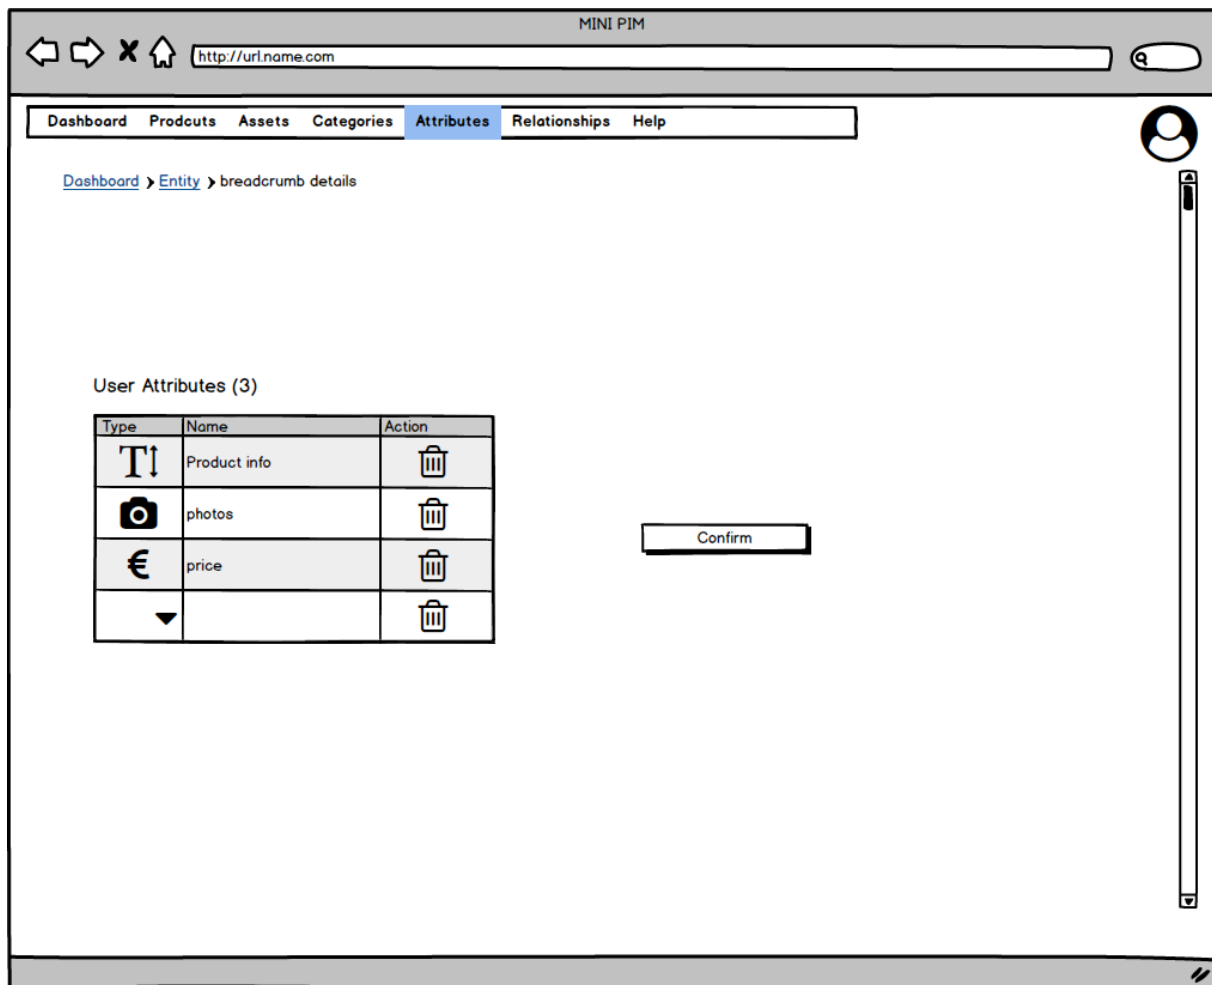 MINI PIM
http://url.name.com
Dashboard Prodcuts Assets Categories Attributes Relationships Help
Dashboard > Entity > breadcrumb details
User Attributes (3)
Type Name Action
T Product info
photos
€ price
Confirm